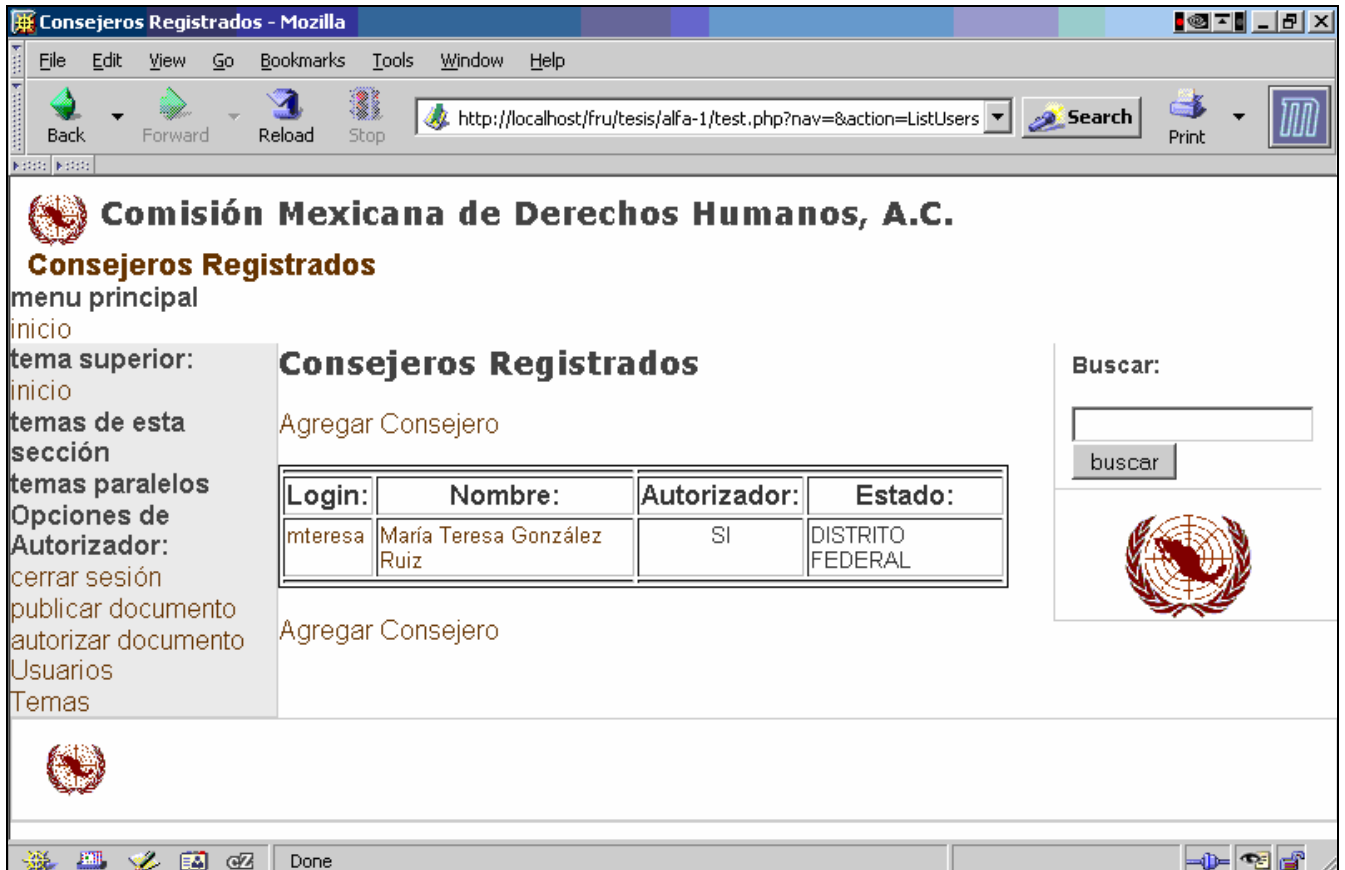 Consejeros Registrados - Mozilla
File Edit View Go Bookmarks Tools Window Help
Back Forward Reload Stop http://localhost/fru/tesis/alfa-1/test.php?nav=&action=ListUsers Search Print
Comisión Mexicana de Derechos Humanos, A.C.
Consejeros Registrados
menu principal
inicio
tema superior:
inicio
temas de esta
sección
temas paralelos
Opciones de
Autorizador:
cerrar sesión
publicar documento
autorizar documento
Usuarios
Temas
Consejeros Registrados
Agregar Consejero
Login: Nombre: Autorizador: Estado:
mteresa María Teresa González SI DISTRITO
Ruiz FEDERAL
Agregar Consejero
Buscar:
buscar
Done